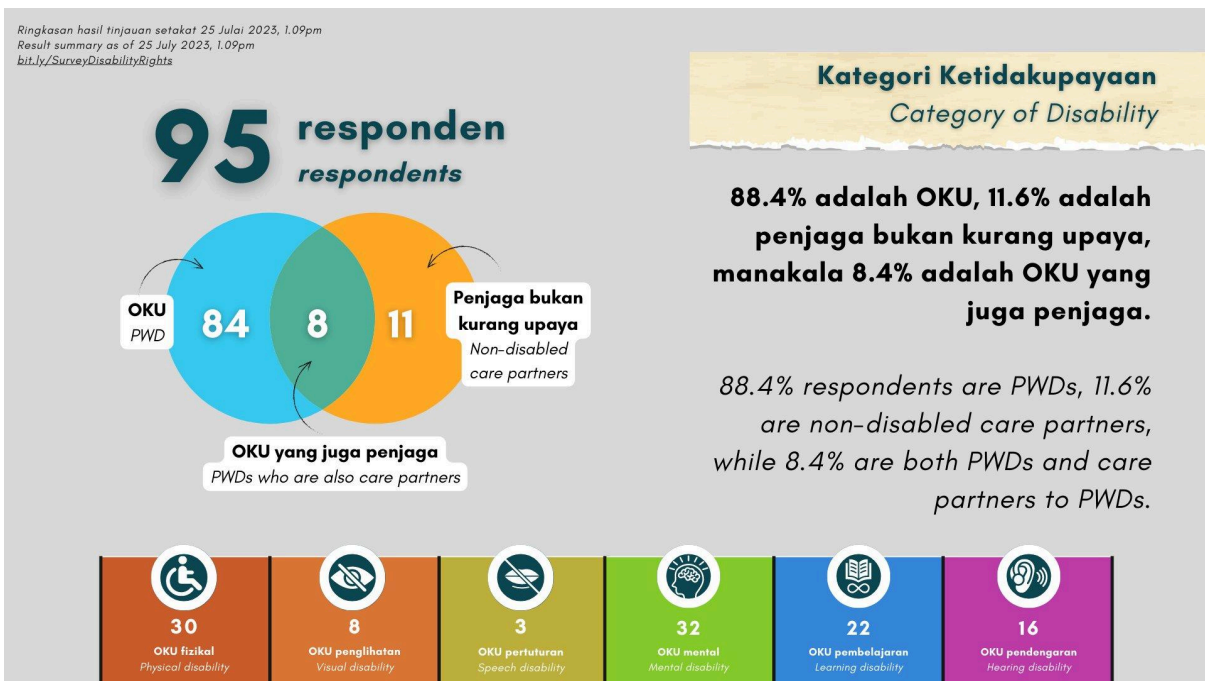 Ringkasan hasil tinjauan setakat 25 Julai 2023, 1.09pm
Result summary as of 25 July 2023, 1.09pm
bit.ly/SurveyDisabilityRights
95 responden
respondents
Kategori Ketidakupayaan
Category of Disability
88.4% adalah OKU, 11.6% adalah
penjaga bukan kurang upaya,
manakala 8.4% adalah OKU yang
juga penjaga.
88.4% respondents are PWDs, 11.6%
are non-disabled care partners,
while 8.4% are both PWDs and care
partners to PWDs.
OKU
PWD
84
8
11
Penjaga bukan
kurang upaya
Non-disabled
care partners
OKU yang juga penjaga
PWDs who are also care partners
30
OKU fizikal
Physical disability
8
OKU penglihatan
Visual disability
3
OKU pertuturan
Speech disability
32
OKU mental
Mental disability
22
OKU pembelajaran
Learning disability
16
OKU pendengaran
Hearing disability